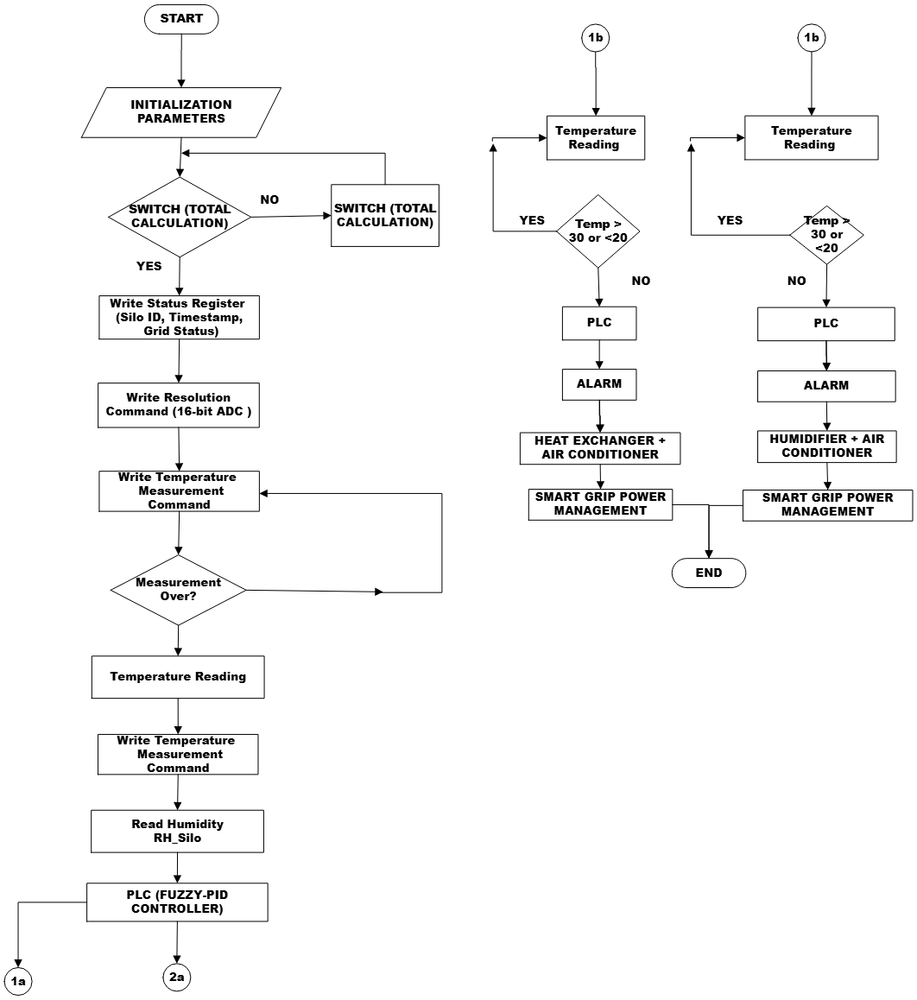 START
INITIALIZATION
PARAMETERS
SWITCH (TOTAL
CALCULATION)
NO
SWITCH (TOTAL
CALCULATION)
YES
Write Status Register
(Silo ID, Timestamp,
Grid Status)
Write Resolution
Command (16-bit ADC )
Write Temperature
Measurement
Command
Measurement
Over?
Temperature Reading
Write Temperature
Measurement
Command
Read Humidity
RH_Silo
PLC (FUZZY-PID
CONTROLLER)
1a
2a
1b
Temperature
Reading
YES
Temp >
30 or <20
NO
PLC
ALARM
HEAT EXCHANGER +
AIR CONDITIONER
SMART GRIP POWER
MANAGEMENT
1b
Temperature
Reading
YES
Temp >
30 or
<20
NO
PLC
ALARM
HUMIDIFIER + AIR
CONDITIONER
SMART GRIP POWER
MANAGEMENT
END